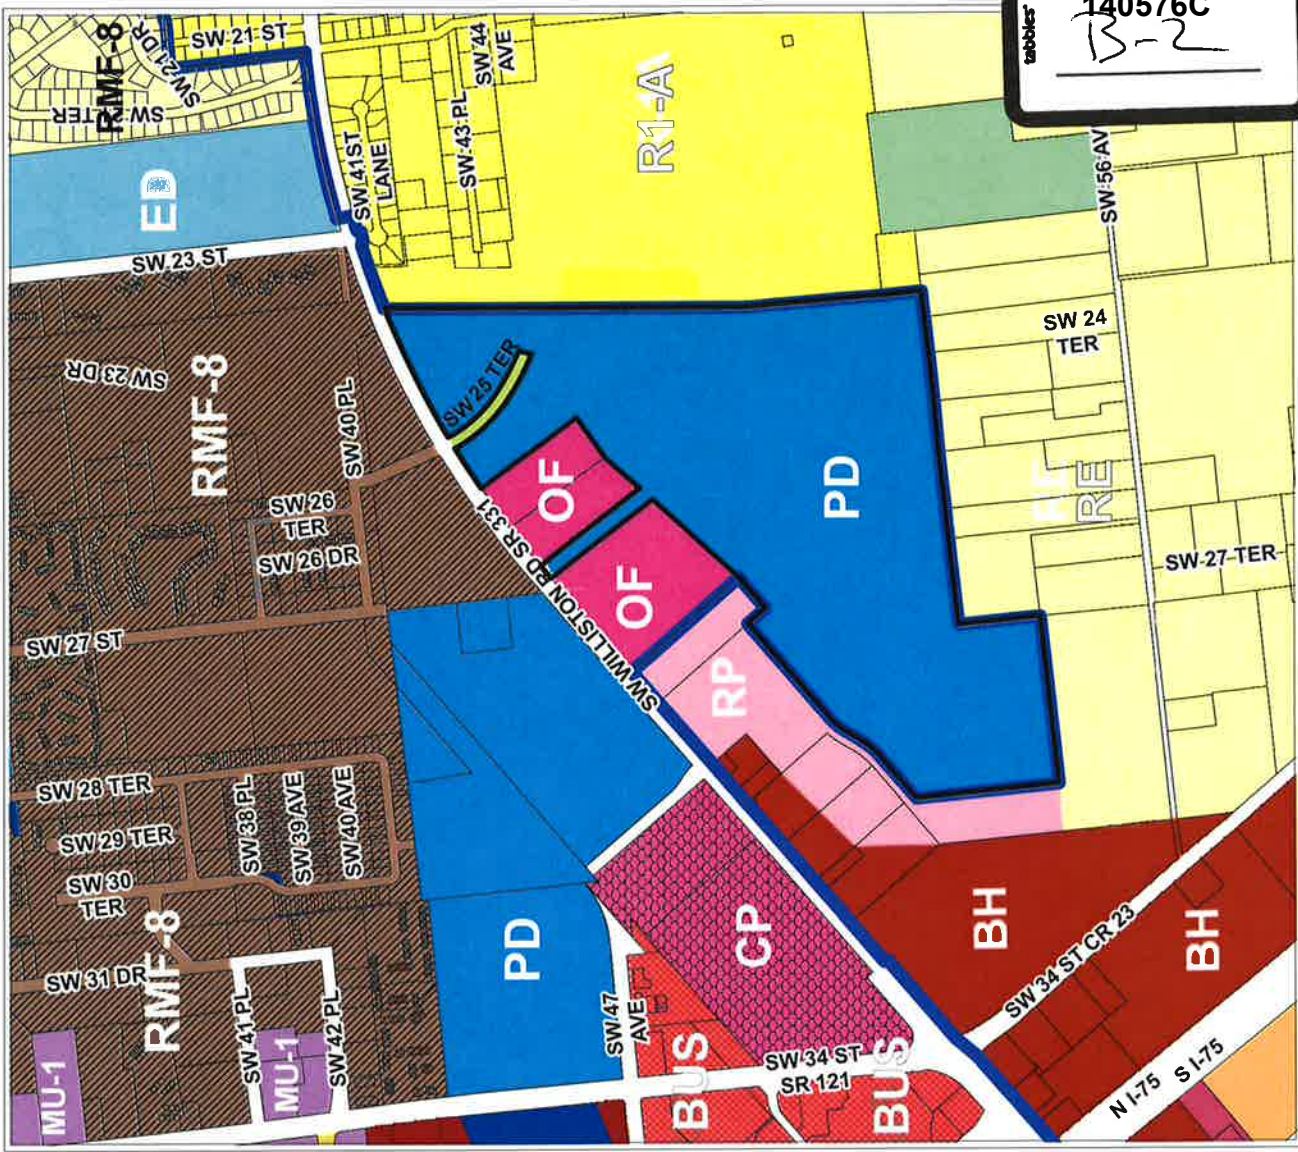 tabbies®
140576C
B-2
RMF-8
SW 21 DR
SW 21 ST
SW 44
AVE
SW 43 PL
SW 41ST
LANE
R1-A
SW 56 AV
ED
SW 23 ST
SW 23 DR
RMF-8
SW 40 PL
SW 25 TER
SW 24
TER
SW 26
TER
SW 26 DR
OF
SW WILLISTON RD SR 331
PD
RE
RE
SW 27 TER
OF
SW 27 ST
RP
SW 28 TER
SW 29 TER
SW 30
TER
SW 38 PL
SW 39 AVE
SW 40 AVE
RMF-8
SW 31 DR
PD
CP
BH
BH
SW 34 ST CR 23
SW 41 PL
SW 42 PL
SW 47
AVE
MU-1
MU-1
BUS
SW 34 ST
SR 121
BUS
N I-75
S I-75